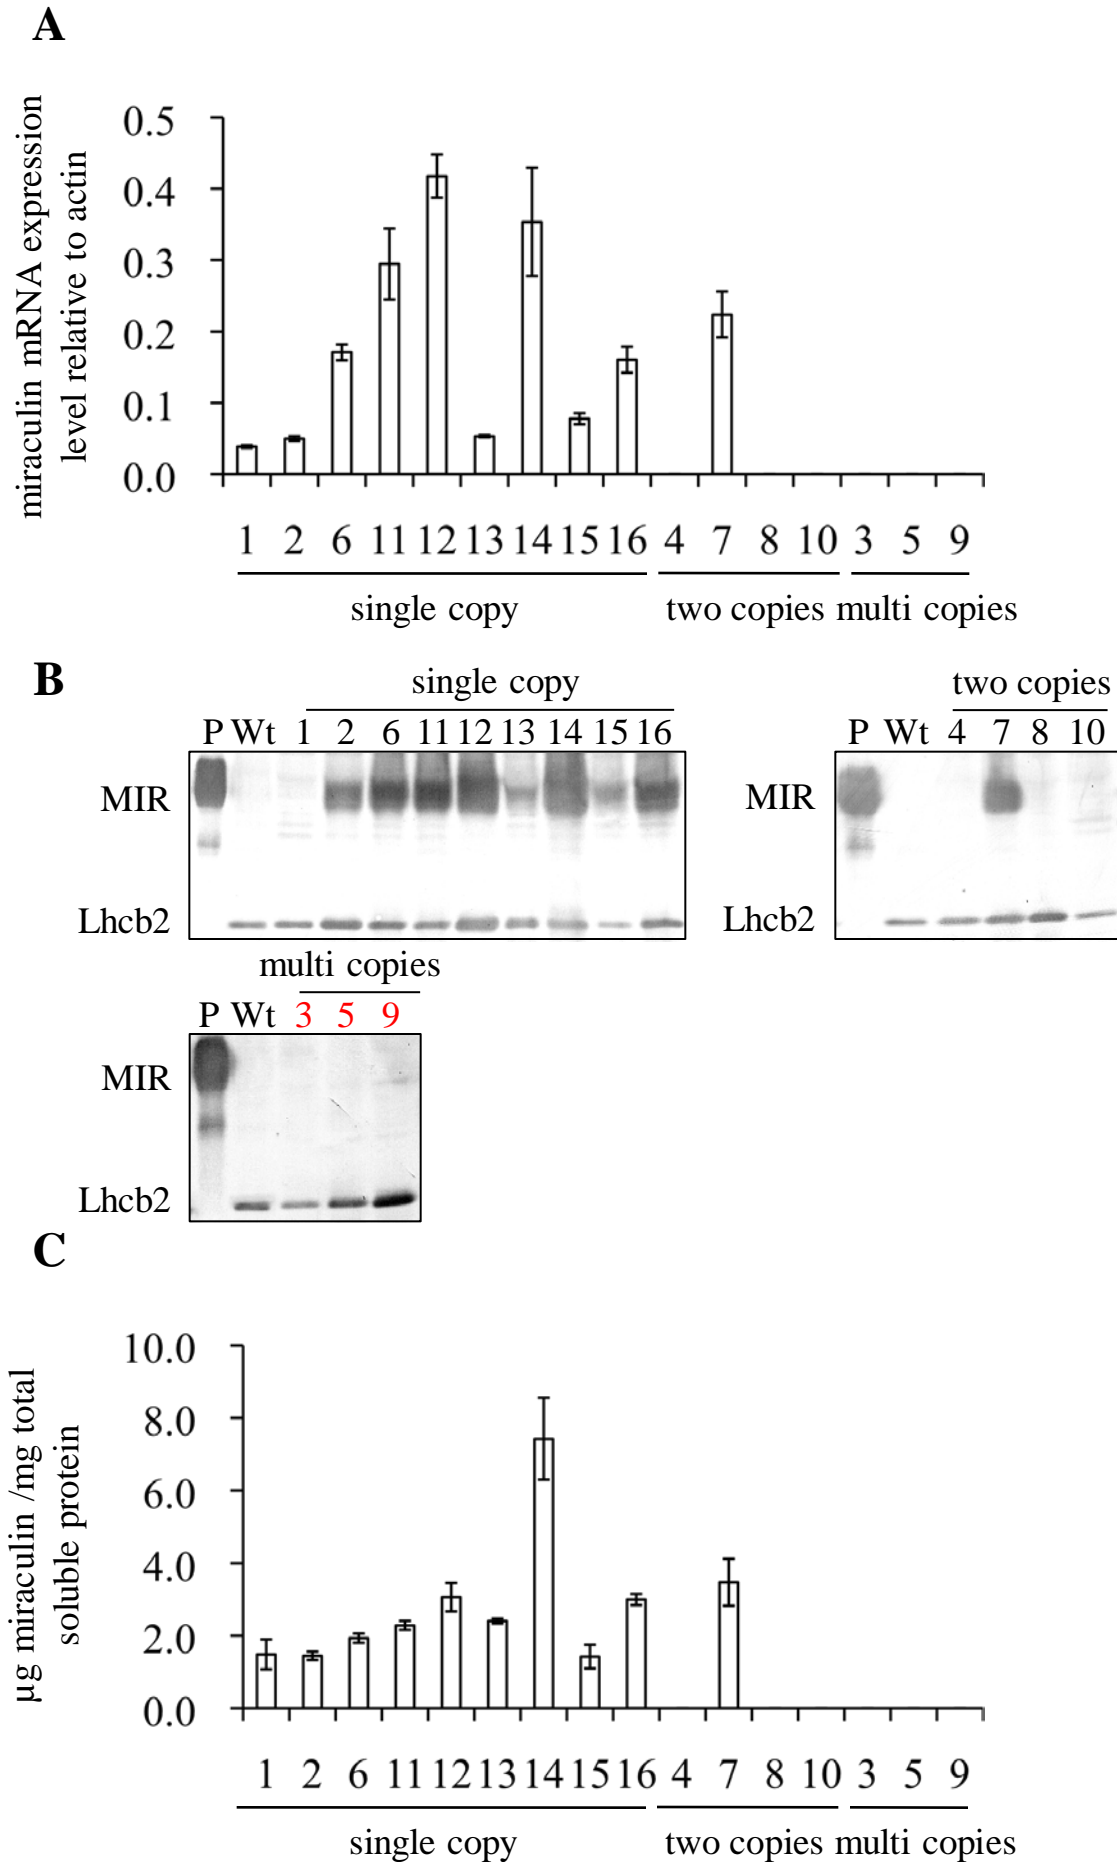 A
miraculin mRNA expression
level relative to actin
0.5
0.4
0.3
0.2
0.1
0.0
1 2 6 11 12 13 14 15 16 4 7 8 10 3 5 9
single copy two copies multi copies
B
single copy
P Wt 1 2 6 11 12 13 14 15 16
MIR
Lhcb2
two copies
P Wt 4 7 8 10
MIR
Lhcb2
multi copies
P Wt 3 5 9
MIR
Lhcb2
C
µg miraculin /mg total
soluble protein
10.0
8.0
6.0
4.0
2.0
0.0
1 2 6 11 12 13 14 15 16 4 7 8 10 3 5 9
single copy two copies multi copies